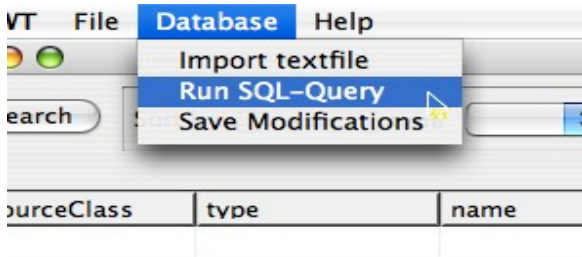 File Database Help
Import textfile
Run SQL-Query
Save Modifications
type name